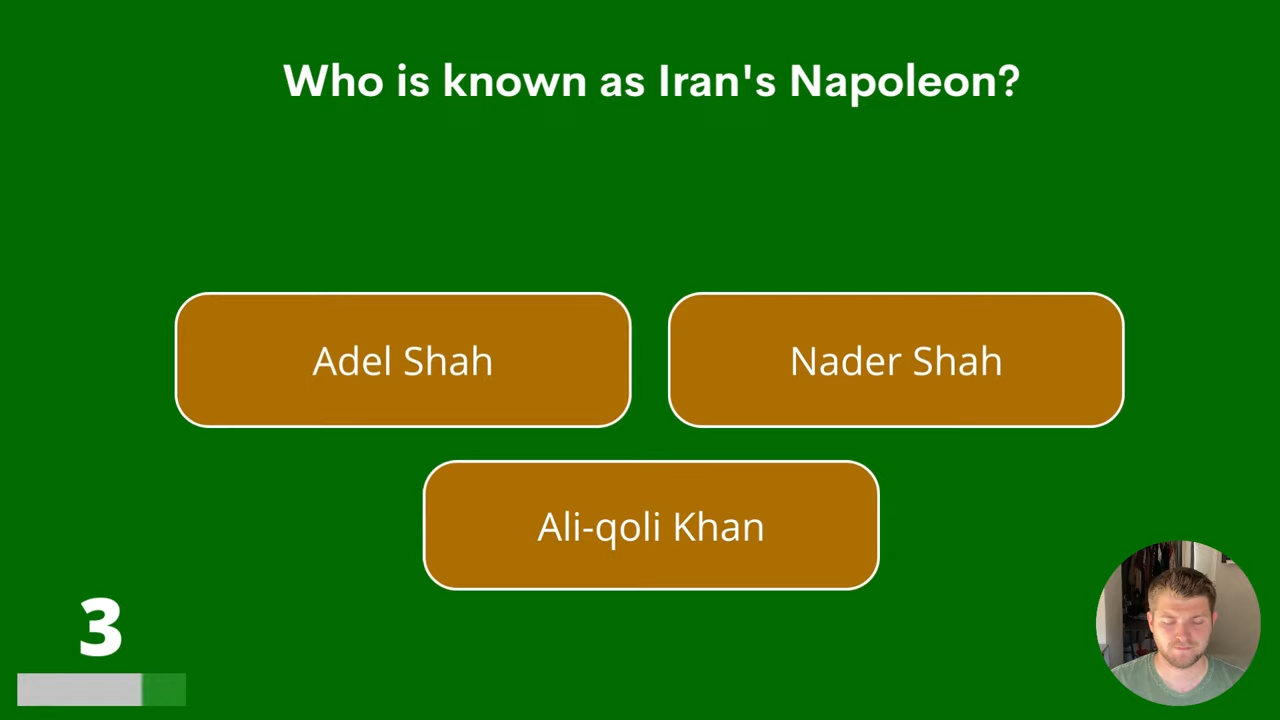 Who is known as Iran's Napoleon?
Adel Shah
Nader Shah
Ali-qoli Khan
3